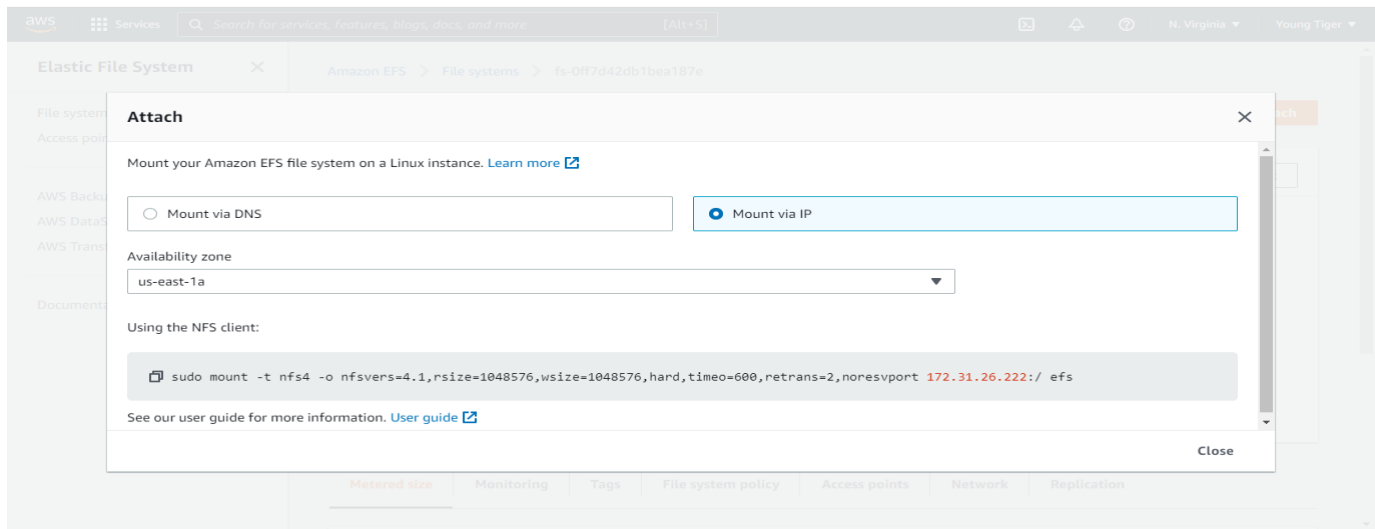 aws Services Search for services, features, blogs, docs, and more [Alt+S] N. Virginia Young Tiger
Elastic File System Amazon EFS File systems fs-0ff7d42db1bea187e
File system
Attach
Access poin
Mount your Amazon EFS file system on a Linux instance. Learn more
AWS Backu
Mount via DNS Mount via IP
AWS DataS
AWS Transf
Availability zone
us-east-1a
Documenta
Using the NFS client:
sudo mount -t nfs4 -o nfsvers=4.1,rsize=1048576,wsize=1048576,hard,timeo=600,retrans=2,noresvport 172.31.26.222:/ efs
See our user guide for more information. User guide
Close
Metered size Monitoring Tags File system policy Access points Network Replication